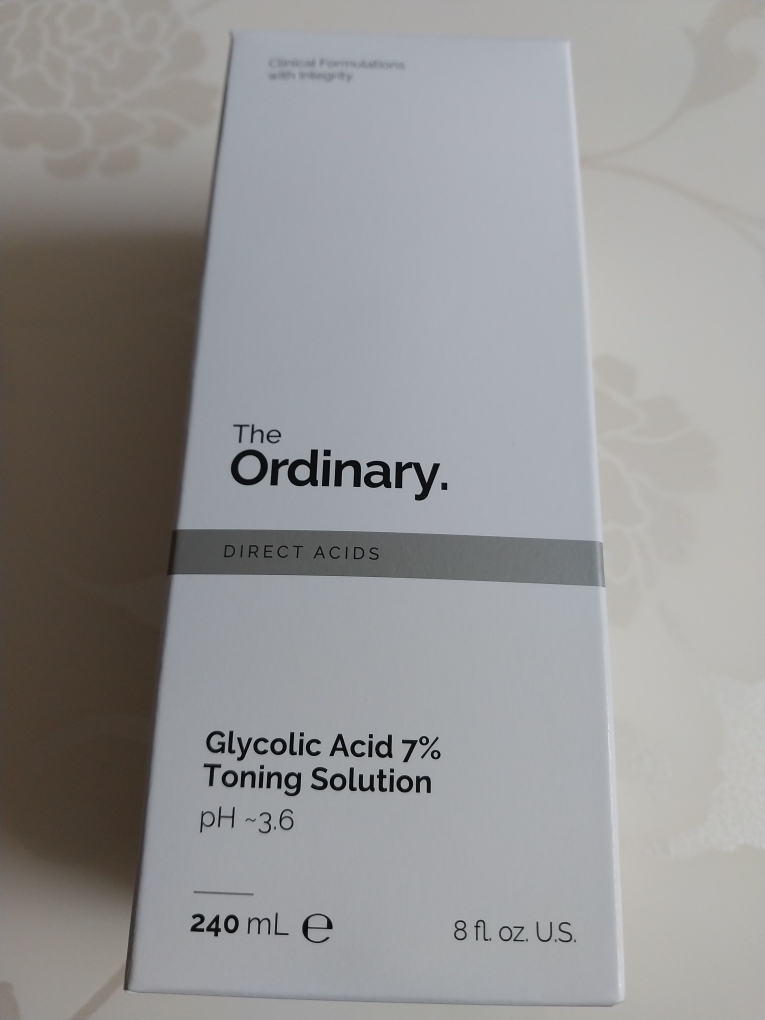 Clinical Formulations
with Integrity
The
Ordinary.
DIRECT ACIDS
Glycolic Acid 7%
Toning Solution
pH ~3.6
240 mL ℮ 8 fl. oz. U.S.